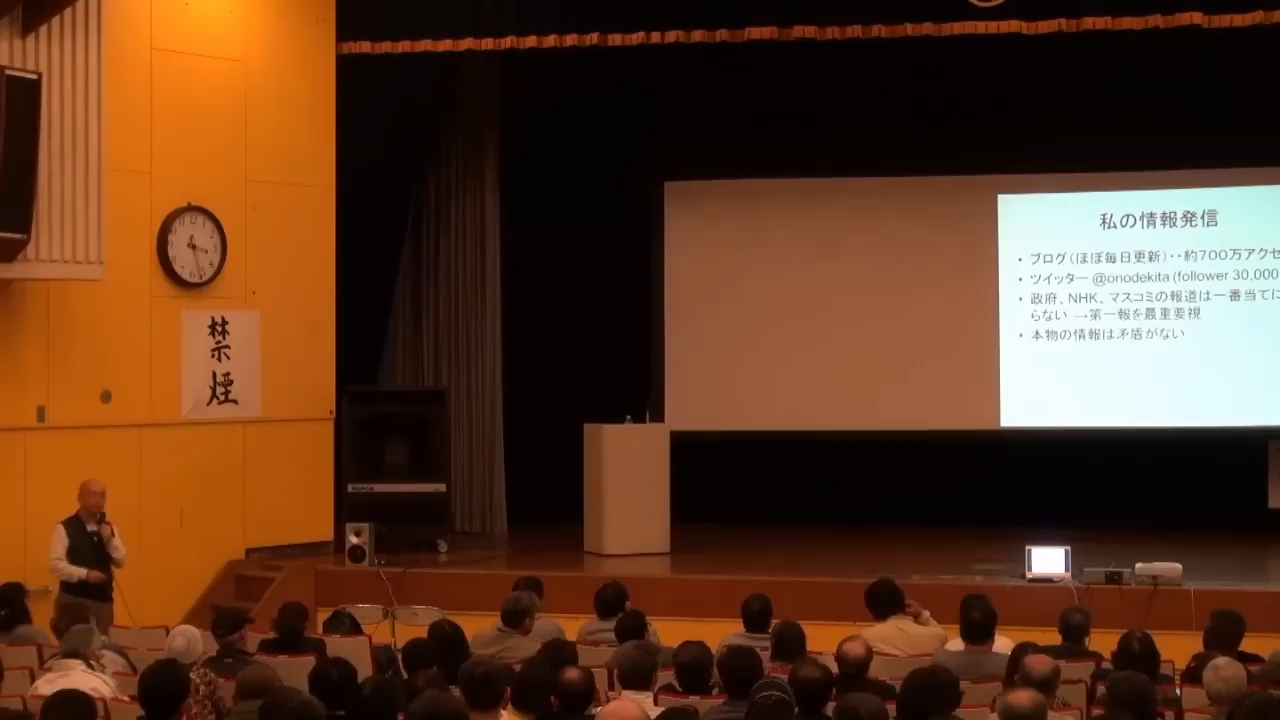 禁煙
私の情報発信
・ブログ(ほぼ毎日更新)・・約700万アクセ
・ツイッター @onodekita (follower 30,000
・政府、NHK、マスコミの報道は一番当てに
らない →第一報を最重要視
・本物の情報は矛盾がない
RAMSA